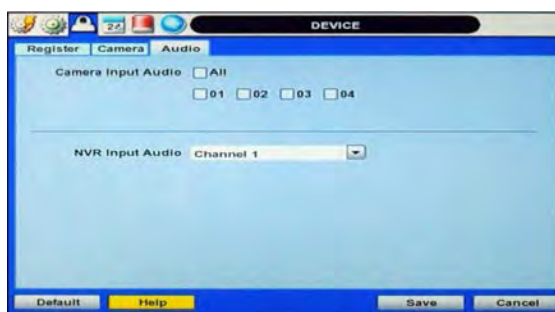 DEVICE
Register Camera Audio
Camera Input Audio All
01 02 03 04
NVR Input Audio Channel 1
Default Help Save Cancel